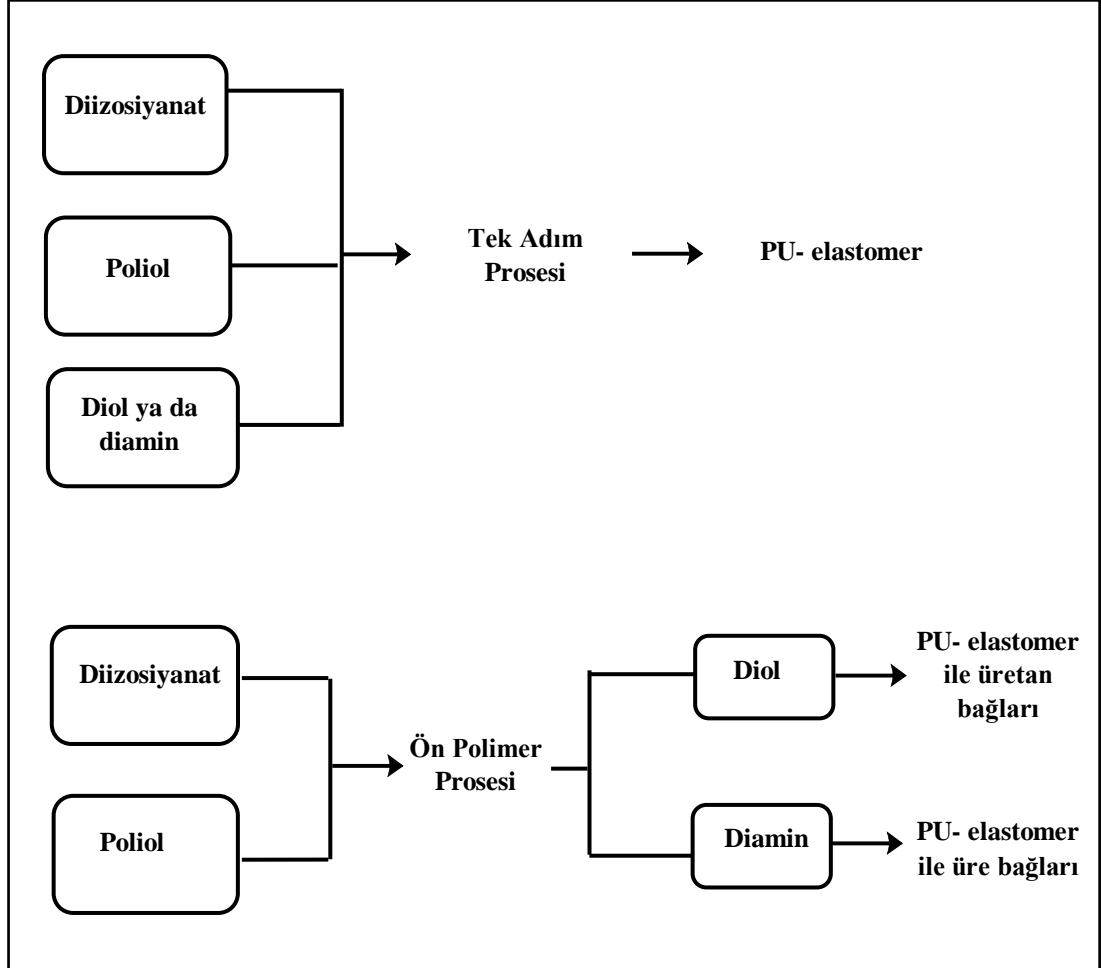 Diizosiyanat
Poliol
Diol ya da
diamin
Tek Adım
Prosesi
PU- elastomer
Diizosiyanat
Poliol
Ön Polimer
Prosesi
Diol
PU- elastomer
ile üretan
bağları
Diamin
PU- elastomer
ile üre bağları